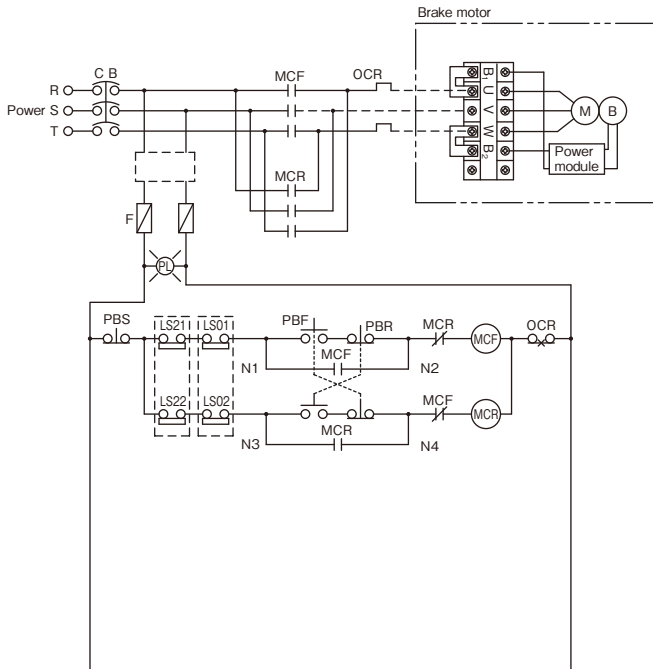 Brake motor
R
C B
MCF
OCR
B1
U
V
W
B2
Power S
T
M
B
Power
module
MCR
F
PL
PBS
LS21
LS01
PBF
PBR
MCR
MCF
OCR
N1
MCF
N2
LS22
LS02
MCF
MCR
N3
MCR
N4